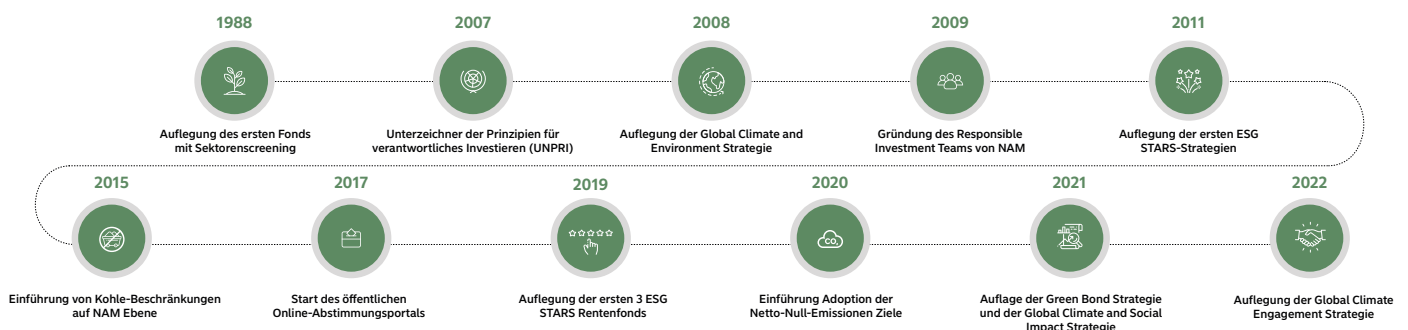 1988
2007
2008
2009
2011
Auflegung des ersten Fonds
mit Sektorenscreening
Unterzeichner der Prinzipien für
verantwortliches Investieren (UNPRI)
Auflegung der Global Climate and
Environment Strategie
Gründung des Responsible
Investment Teams von NAM
Auflegung der ersten ESG
STARS-Strategien
2015
2017
2019
2020
2021
2022
CO₂
Einführung von Kohle-Beschränkungen
auf NAM Ebene
Start des öffentlichen
Online-Abstimmungsportals
Auflegung der ersten 3 ESG
STARS Rentenfonds
Einführung Adoption der
Netto-Null-Emissionen Ziele
Auflage der Green Bond Strategie
und der Global Climate and Social
Impact Strategie
Auflegung der Global Climate
Engagement Strategie